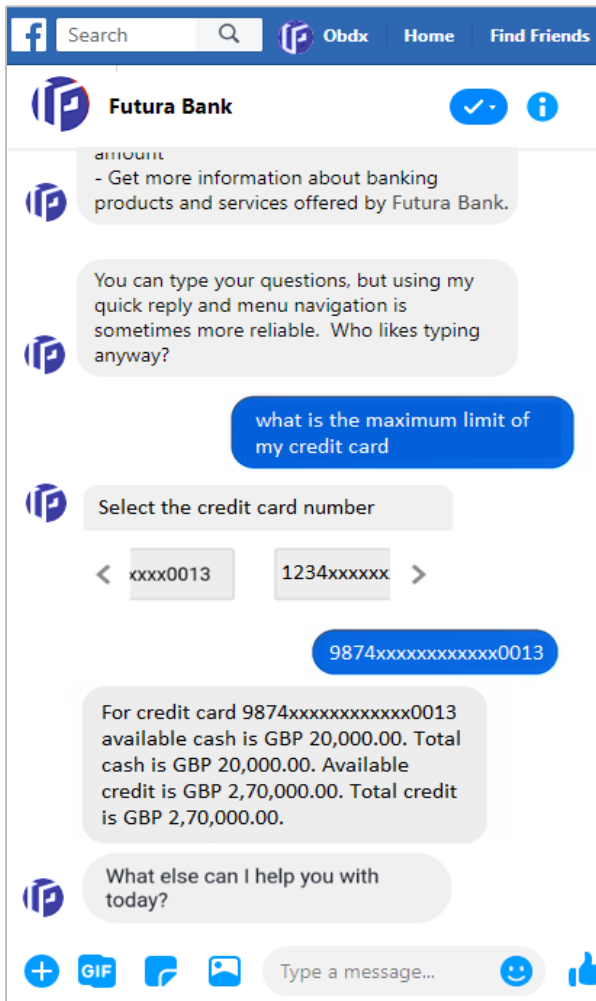 f Search Obdx Home Find Friends
Futura Bank
amount
- Get more information about banking
products and services offered by Futura Bank.
You can type your questions, but using my
quick reply and menu navigation is
sometimes more reliable.  Who likes typing
anyway?
what is the maximum limit of
my credit card
Select the credit card number
xxxx0013 1234xxxxxx
9874xxxxxxxxxxxx0013
For credit card 9874xxxxxxxxxxxx0013
available cash is GBP 20,000.00. Total
cash is GBP 20,000.00. Available
credit is GBP 2,70,000.00. Total credit
is GBP 2,70,000.00.
What else can I help you with
today?
GIF Type a message...